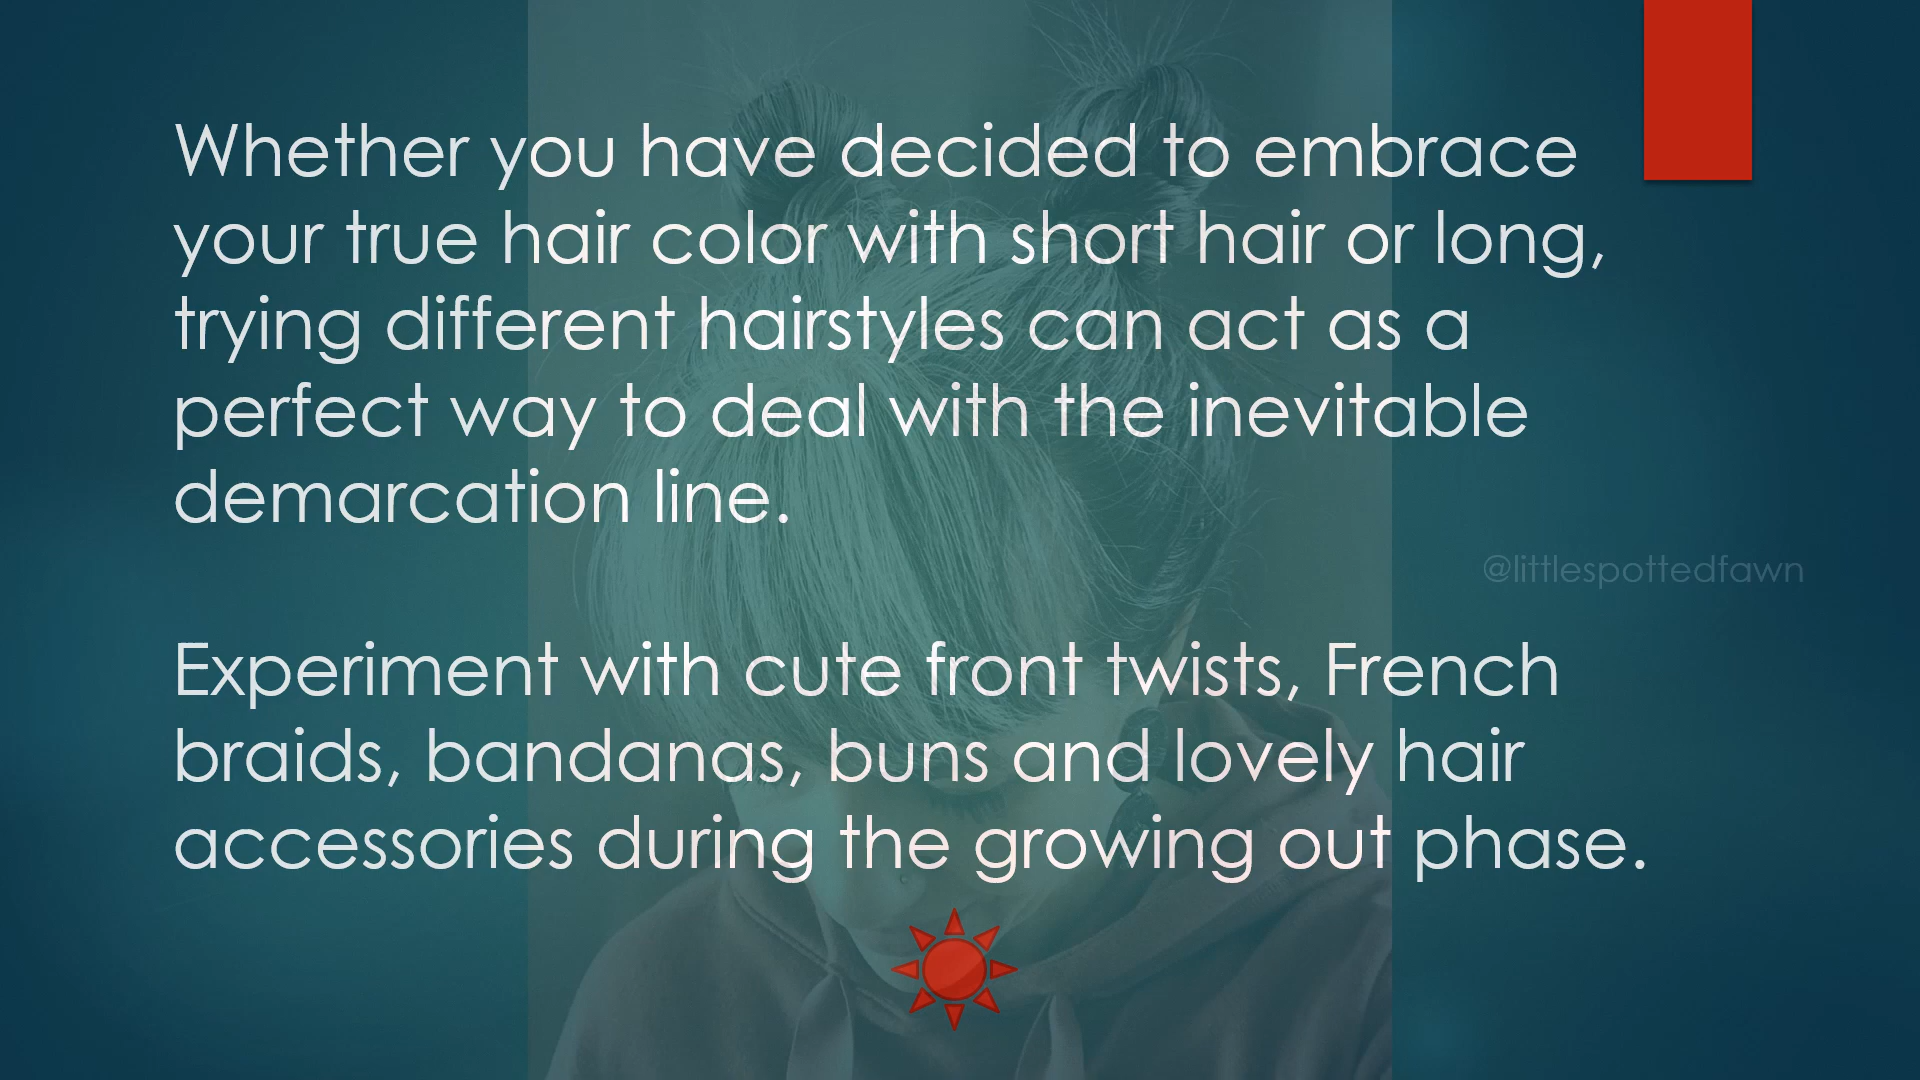 Whether you have decided to embrace
your true hair color with short hair or long,
trying different hairstyles can act as a
perfect way to deal with the inevitable
demarcation line.
@littlespottedfawn
Experiment with cute front twists, French
braids, bandanas, buns and lovely hair
accessories during the growing out phase.